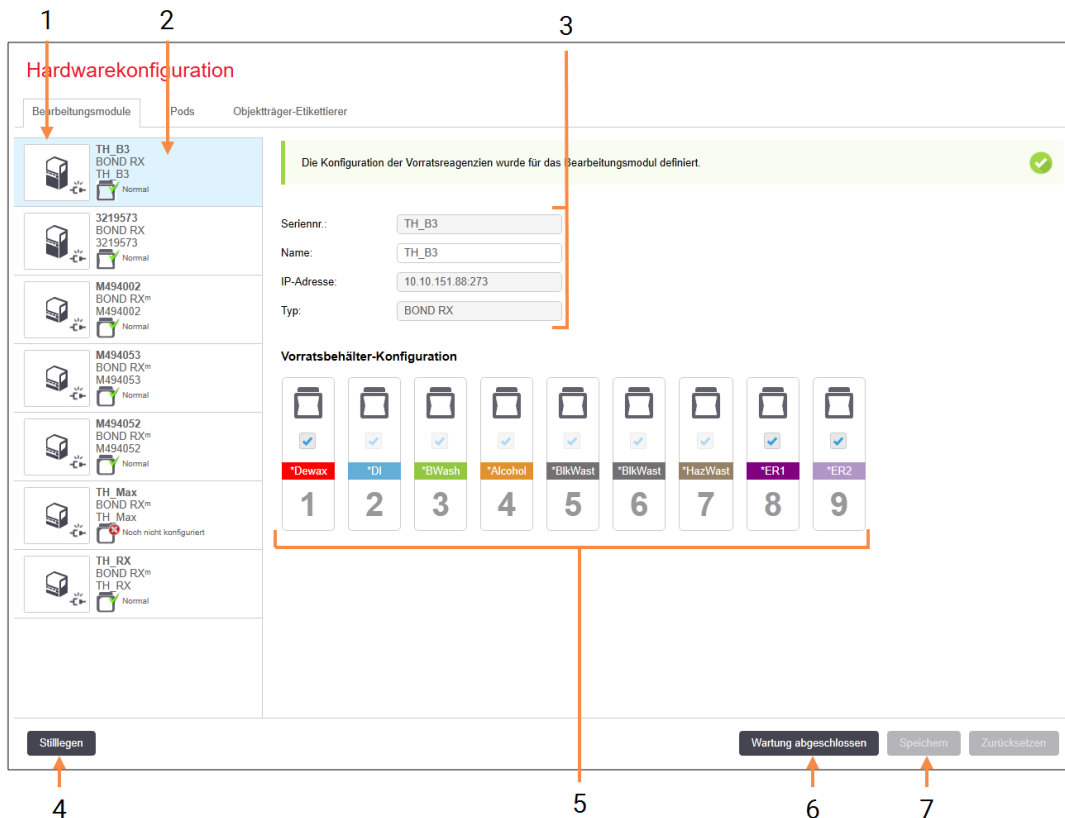 1 2 3
Hardwarekonfiguration
Bearbeitungsmodule Pods Objektträger-Etikettierer
TH_B3
BOND RX
TH_B3
Normal
3219573
BOND RX
3219573
Normal
M494002
BOND RXm
M494002
Normal
M494053
BOND RXm
M494053
Normal
M494052
BOND RXm
M494052
Normal
TH_Max
BOND RXm
TH_Max
Noch nicht konfiguriert
TH_RX
BOND RXm
TH_RX
Normal
Die Konfiguration der Vorratsreagenzien wurde für das Bearbeitungsmodul definiert.
Seriennr.: TH_B3
Name: TH_B3
IP-Adresse: 10.10.151.88:273
Typ: BOND RX
Vorratsbehälter-Konfiguration
*Dewax *DI *BWash *Alcohol *BlkWast *BlkWast *HazWast *ER1 *ER2
1 2 3 4 5 6 7 8 9
Stilllegen Wartung abgeschlossen Speichern Zurücksetzen
4 5 6 7